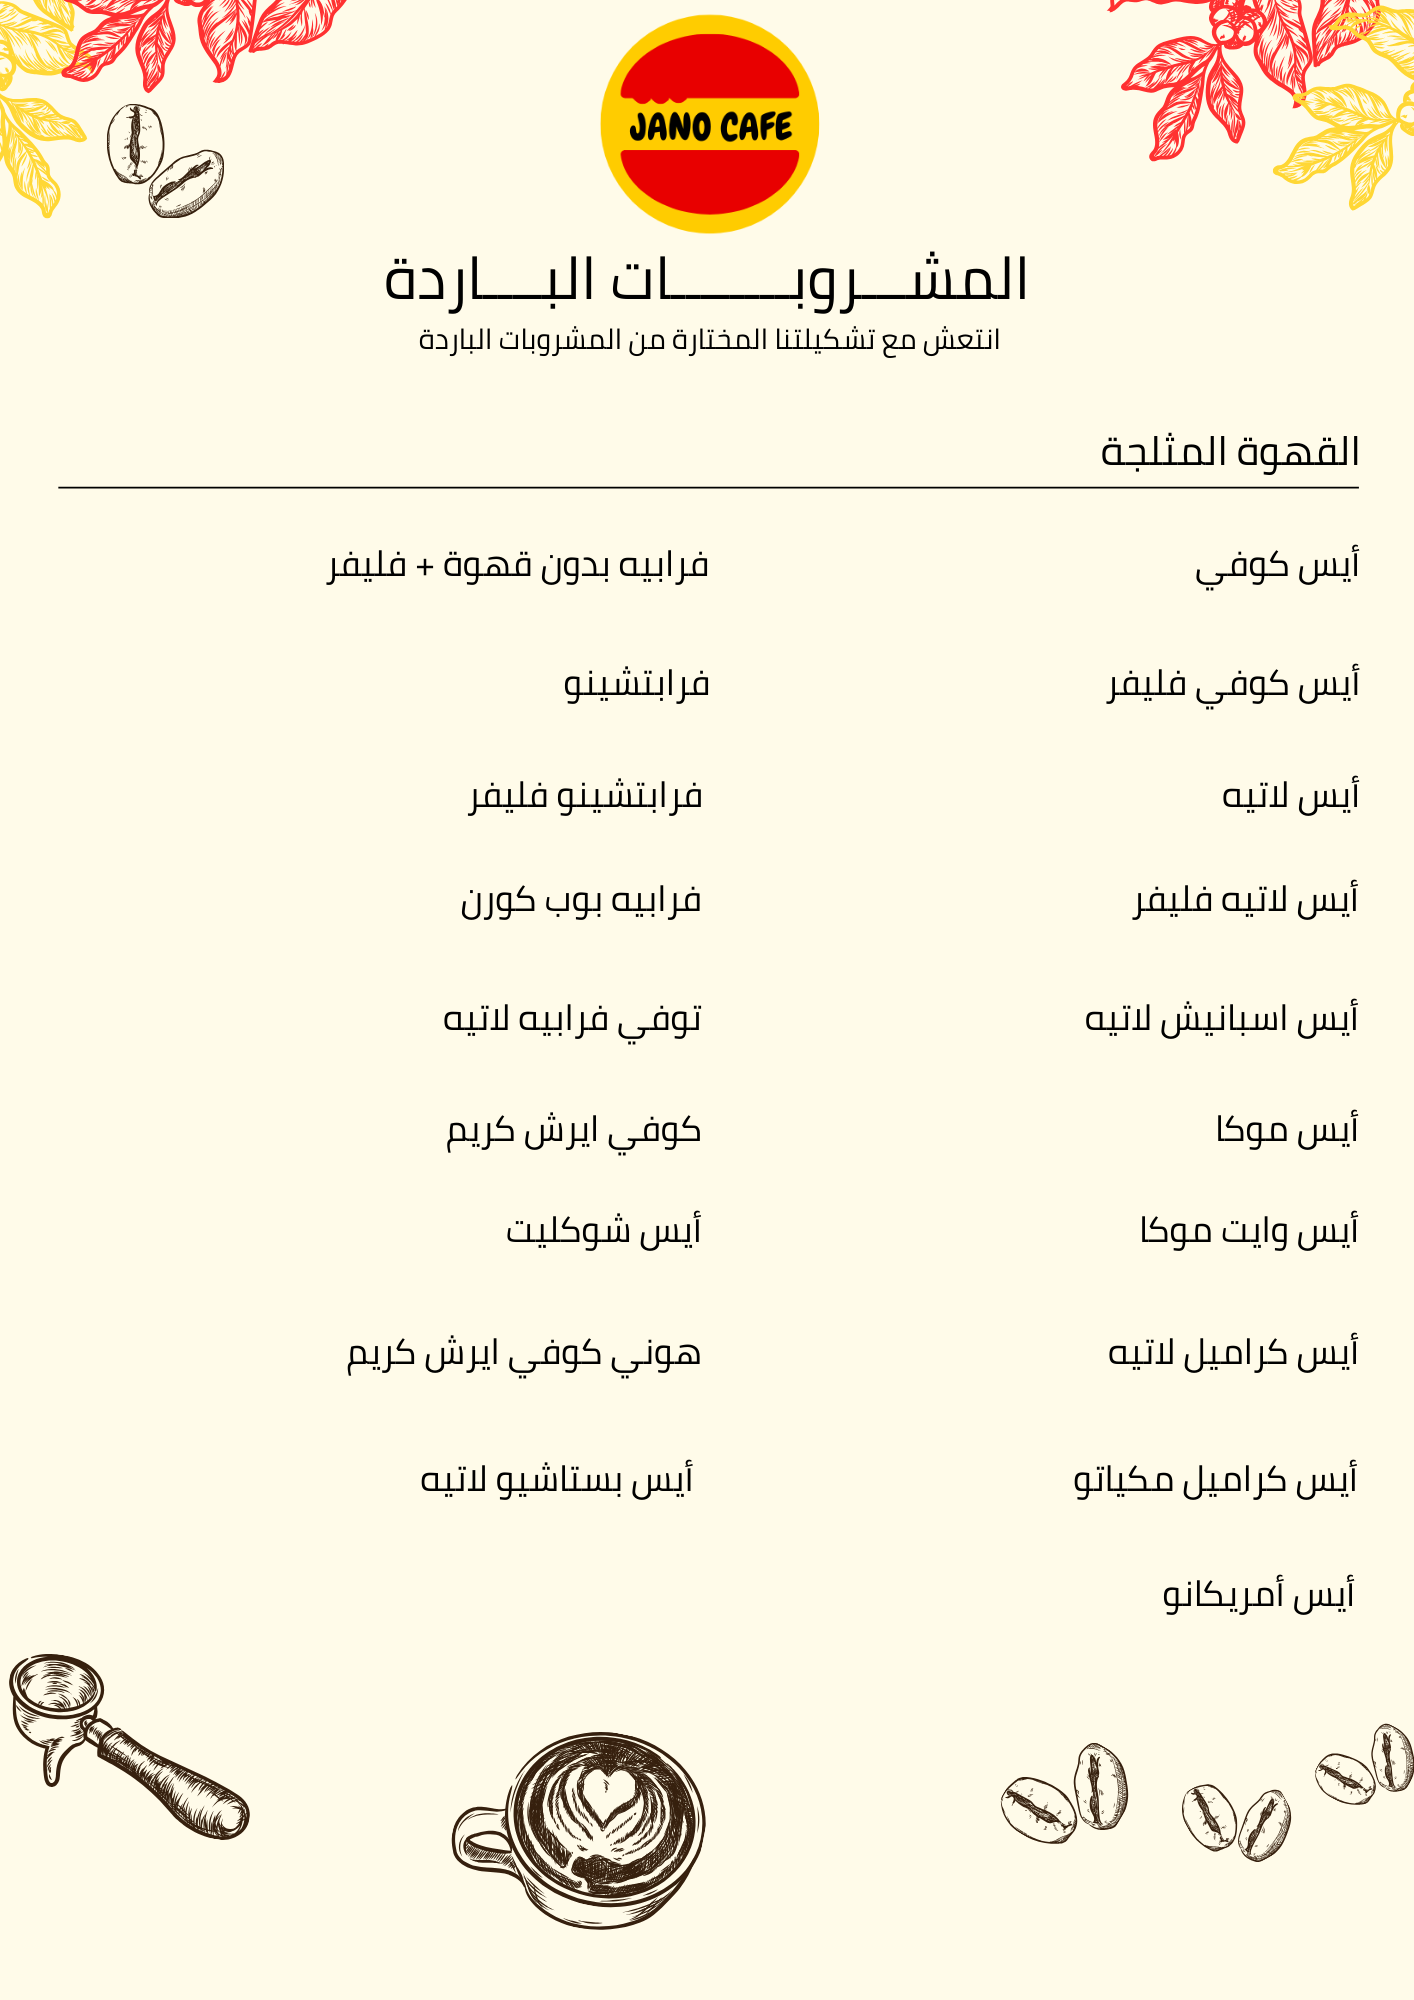 JANO CAFE
المشـــروبــــــــات البـــــاردة
انتعش مع تشكيلتنا المختارة من المشروبات الباردة
القهوة المثلجة
أيس كوفي
أيس كوفي فليفر
أيس لاتيه
أيس لاتيه فليفر
أيس اسبانيش لاتيه
أيس موكا
أيس وايت موكا
أيس كراميل لاتيه
أيس كراميل مكياتو
أيس أمريكانو
فرابيه بدون قهوة + فليفر
فرابتشينو
فرابتشينو فليفر
فرابيه بوب كورن
توفي فرابيه لاتيه
كوفي ايرش كريم
أيس شوكليت
هوني كوفي ايرش كريم
أيس بستاشيو لاتيه